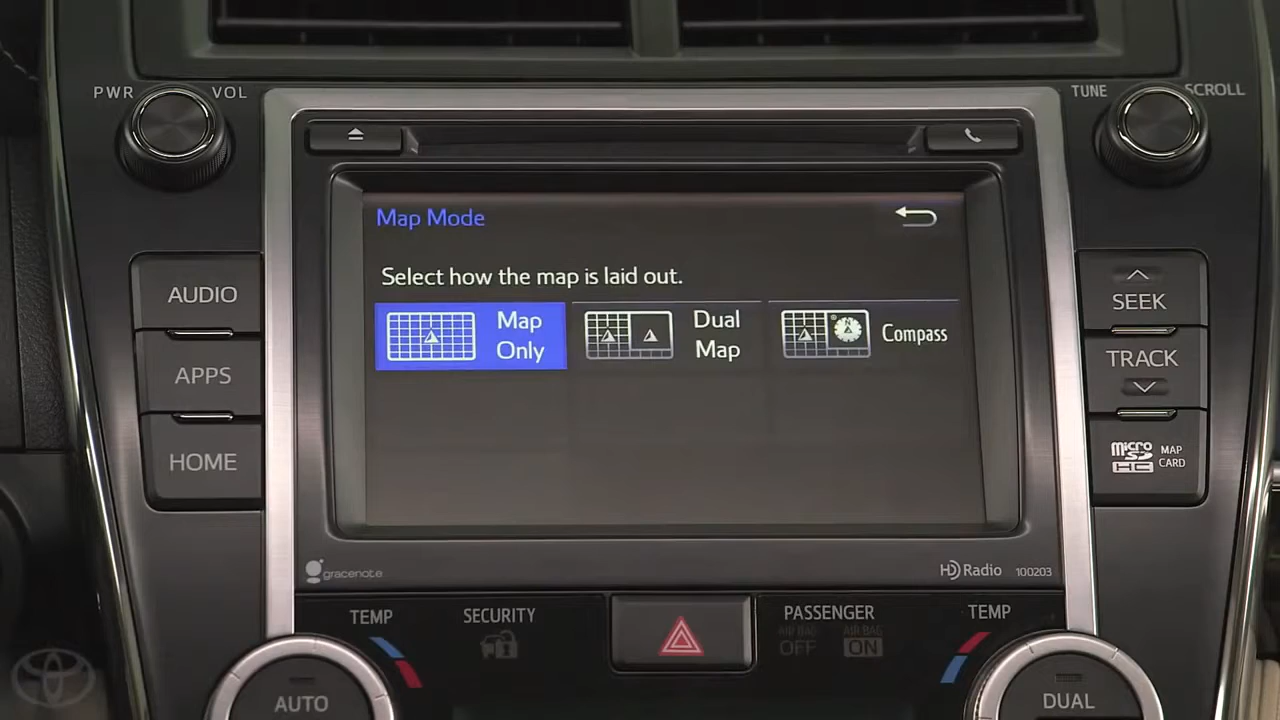 PWR VOL
TUNE SCROLL
Map Mode
Select how the map is laid out.
Map
Only
Dual
Map
Compass
AUDIO
APPS
HOME
SEEK
TRACK
micro
SD
HC
MAP
CARD
gracenote
HD Radio 100203
TEMP
SECURITY
PASSENGER
AIR BAG
OFF
AIR BAG
ON
TEMP
AUTO
DUAL